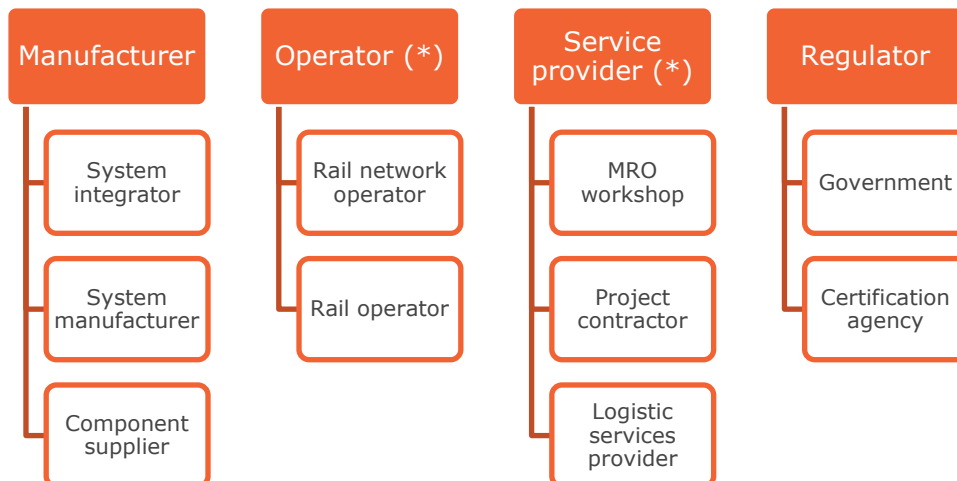 Manufacturer
System
integrator
System
manufacturer
Component
supplier
Operator (*)
Rail network
operator
Rail operator
Service
provider (*)
MRO
workshop
Project
contractor
Logistic
services
provider
Regulator
Government
Certification
agency